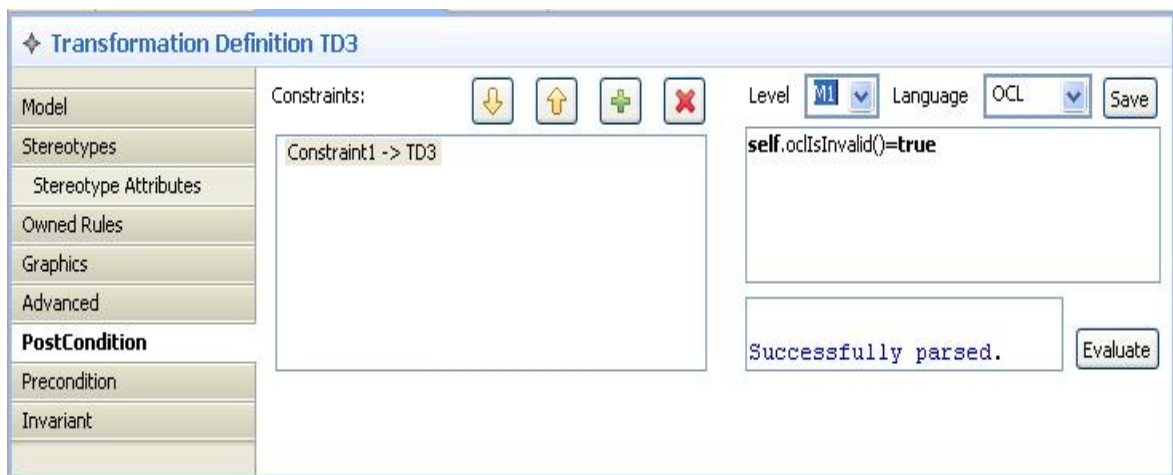 Transformation Definition TD3
Model
Stereotypes
Stereotype Attributes
Owned Rules
Graphics
Advanced
PostCondition
Precondition
Invariant
Constraints:
Constraint1 -> TD3
Level M1 Language OCL Save
self.oclIsInvalid()=true
Successfully parsed.
Evaluate